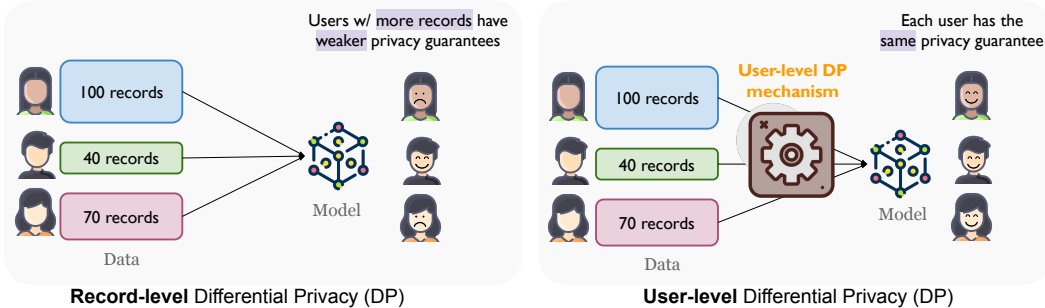 Users w/ more records have
weaker privacy guarantees
100 records
40 records
70 records
Model
Data
Record-level Differential Privacy (DP)
Each user has the
same privacy guarantee
User-level DP
mechanism
100 records
40 records
70 records
Model
Data
User-level Differential Privacy (DP)